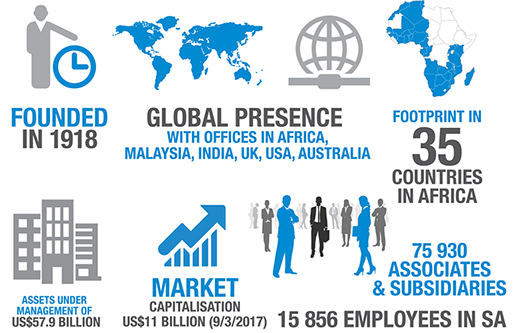 FOUNDED
IN 1918
GLOBAL PRESENCE
WITH OFFICES IN AFRICA,
MALAYSIA, INDIA, UK, USA, AUSTRALIA
FOOTPRINT IN
35
COUNTRIES
IN AFRICA
ASSETS UNDER
MANAGEMENT OF
US$57.9 BILLION
MARKET
CAPITALISATION
US$11 BILLION (9/3/2017)
75 930
ASSOCIATES
& SUBSIDIARIES
15 856 EMPLOYEES IN SA